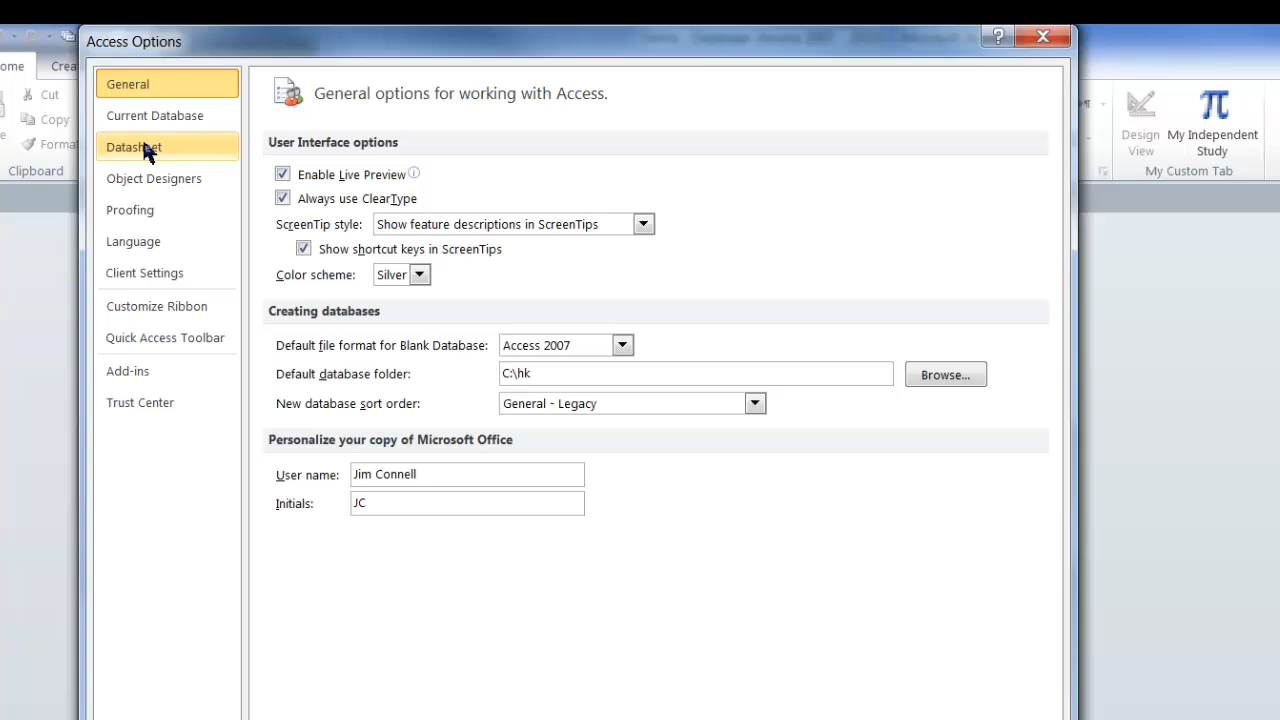 Access Options
ome
Crea
Cut
Copy
Forma
Clipboard
General
Current Database
Datasheet
Object Designers
Proofing
Language
Client Settings
Customize Ribbon
Quick Access Toolbar
Add-ins
Trust Center
General options for working with Access.
User Interface options
Enable Live Preview
Always use ClearType
ScreenTip style: Show feature descriptions in ScreenTips
Show shortcut keys in ScreenTips
Color scheme: Silver
Creating databases
Default file format for Blank Database: Access 2007
Default database folder: C:\hk Browse...
New database sort order: General - Legacy
Personalize your copy of Microsoft Office
User name: Jim Connell
Initials: JC
Design View
My Independent Study
My Custom Tab